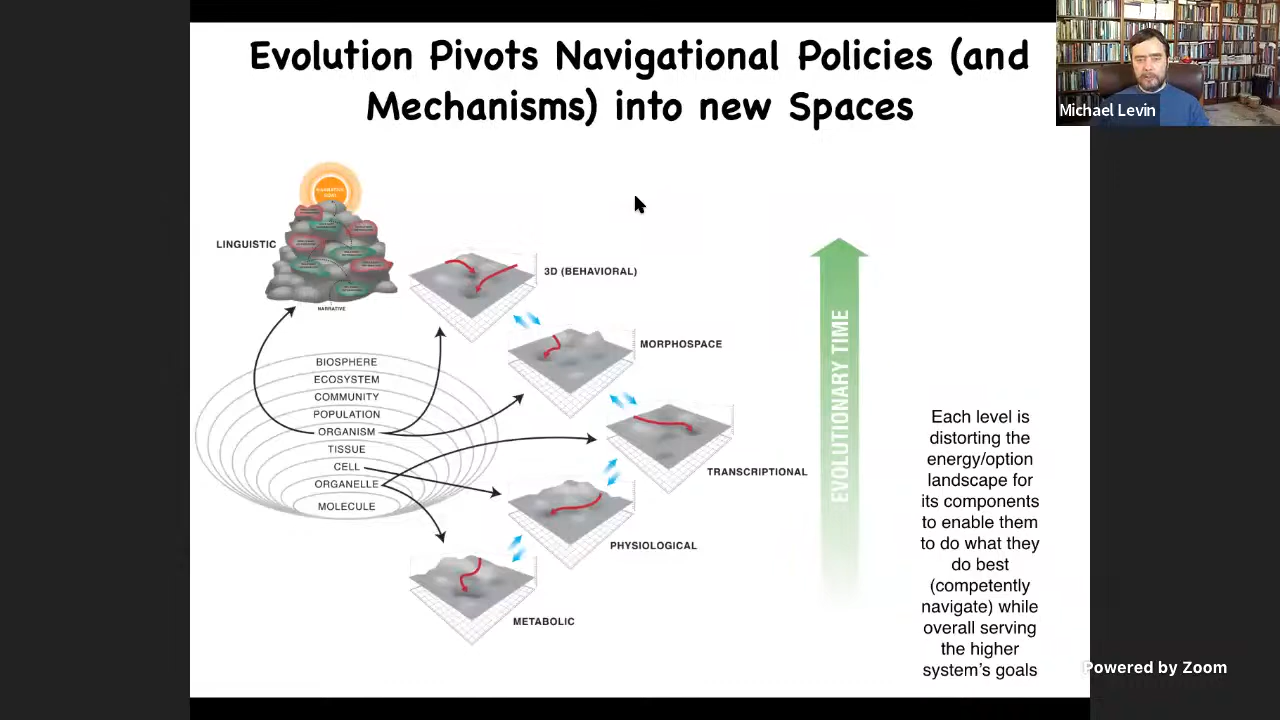 Evolution Pivots Navigational Policies (and
Mechanisms) into new Spaces
Michael Levin
LINGUISTIC
NARRATIVE
3D (BEHAVIORAL)
MORPHOSPACE
TRANSCRIPTIONAL
PHYSIOLOGICAL
METABOLIC
BIOSPHERE
ECOSYSTEM
COMMUNITY
POPULATION
ORGANISM
TISSUE
CELL
ORGANELLE
MOLECULE
EVOLUTIONARY TIME
Each level is
distorting the
energy/option
landscape for
its components
to enable them
to do what they
do best
(competently
navigate) while
overall serving
the higher
system's goals
Powered by Zoom